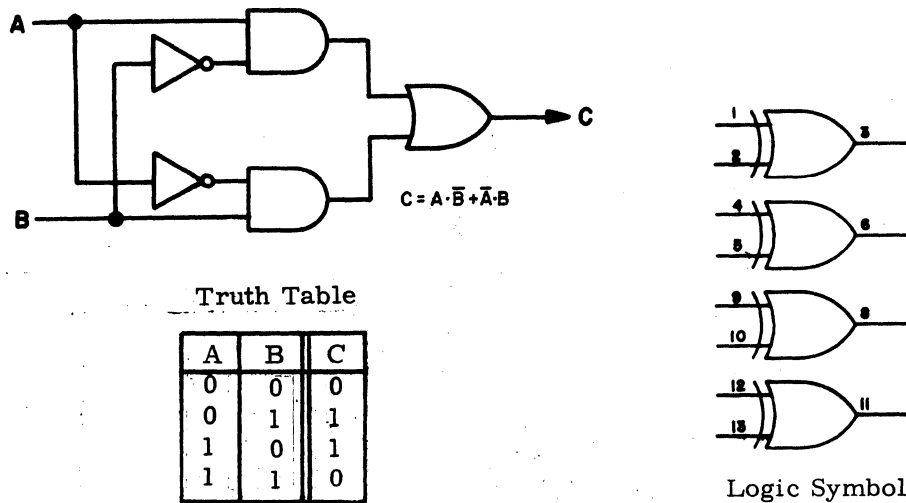 A
B
C
C = A·B̅ + A̅·B
Truth Table
A B C
0 0 0
0 1 1
1 0 1
1 1 0
1
2
3
4
5
6
9
10
8
12
13
11
Logic Symbol